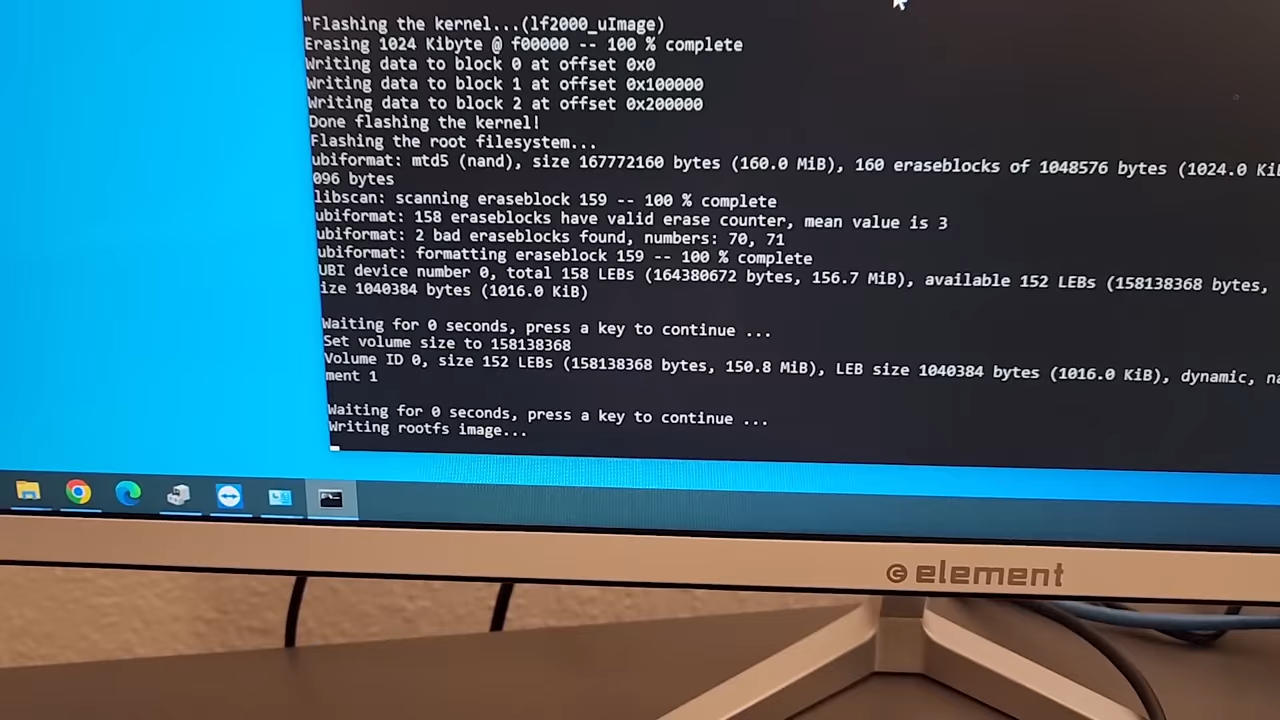 "Flashing the kernel...(lf2000_uImage)
Erasing 1024 Kibyte @ f00000 -- 100 % complete
Writing data to block 0 at offset 0x0
Writing data to block 1 at offset 0x100000
Writing data to block 2 at offset 0x200000
Done flashing the kernel!
Flashing the root filesystem...
ubiformat: mtd5 (nand), size 167772160 bytes (160.0 MiB), 160 eraseblocks of 1048576 bytes (1024.0 Ki
096 bytes
libscan: scanning eraseblock 159 -- 100 % complete
ubiformat: 158 eraseblocks have valid erase counter, mean value is 3
ubiformat: 2 bad eraseblocks found, numbers: 70, 71
ubiformat: formatting eraseblock 159 -- 100 % complete
UBI device number 0, total 158 LEBs (164380672 bytes, 156.7 MiB), available 152 LEBs (158138368 bytes,
ize 1040384 bytes (1016.0 KiB)
Waiting for 0 seconds, press a key to continue ...
Set volume size to 158138368
Volume ID 0, size 152 LEBs (158138368 bytes, 150.8 MiB), LEB size 1040384 bytes (1016.0 KiB), dynamic, na
ment 1
Waiting for 0 seconds, press a key to continue ...
Writing rootfs image...
element